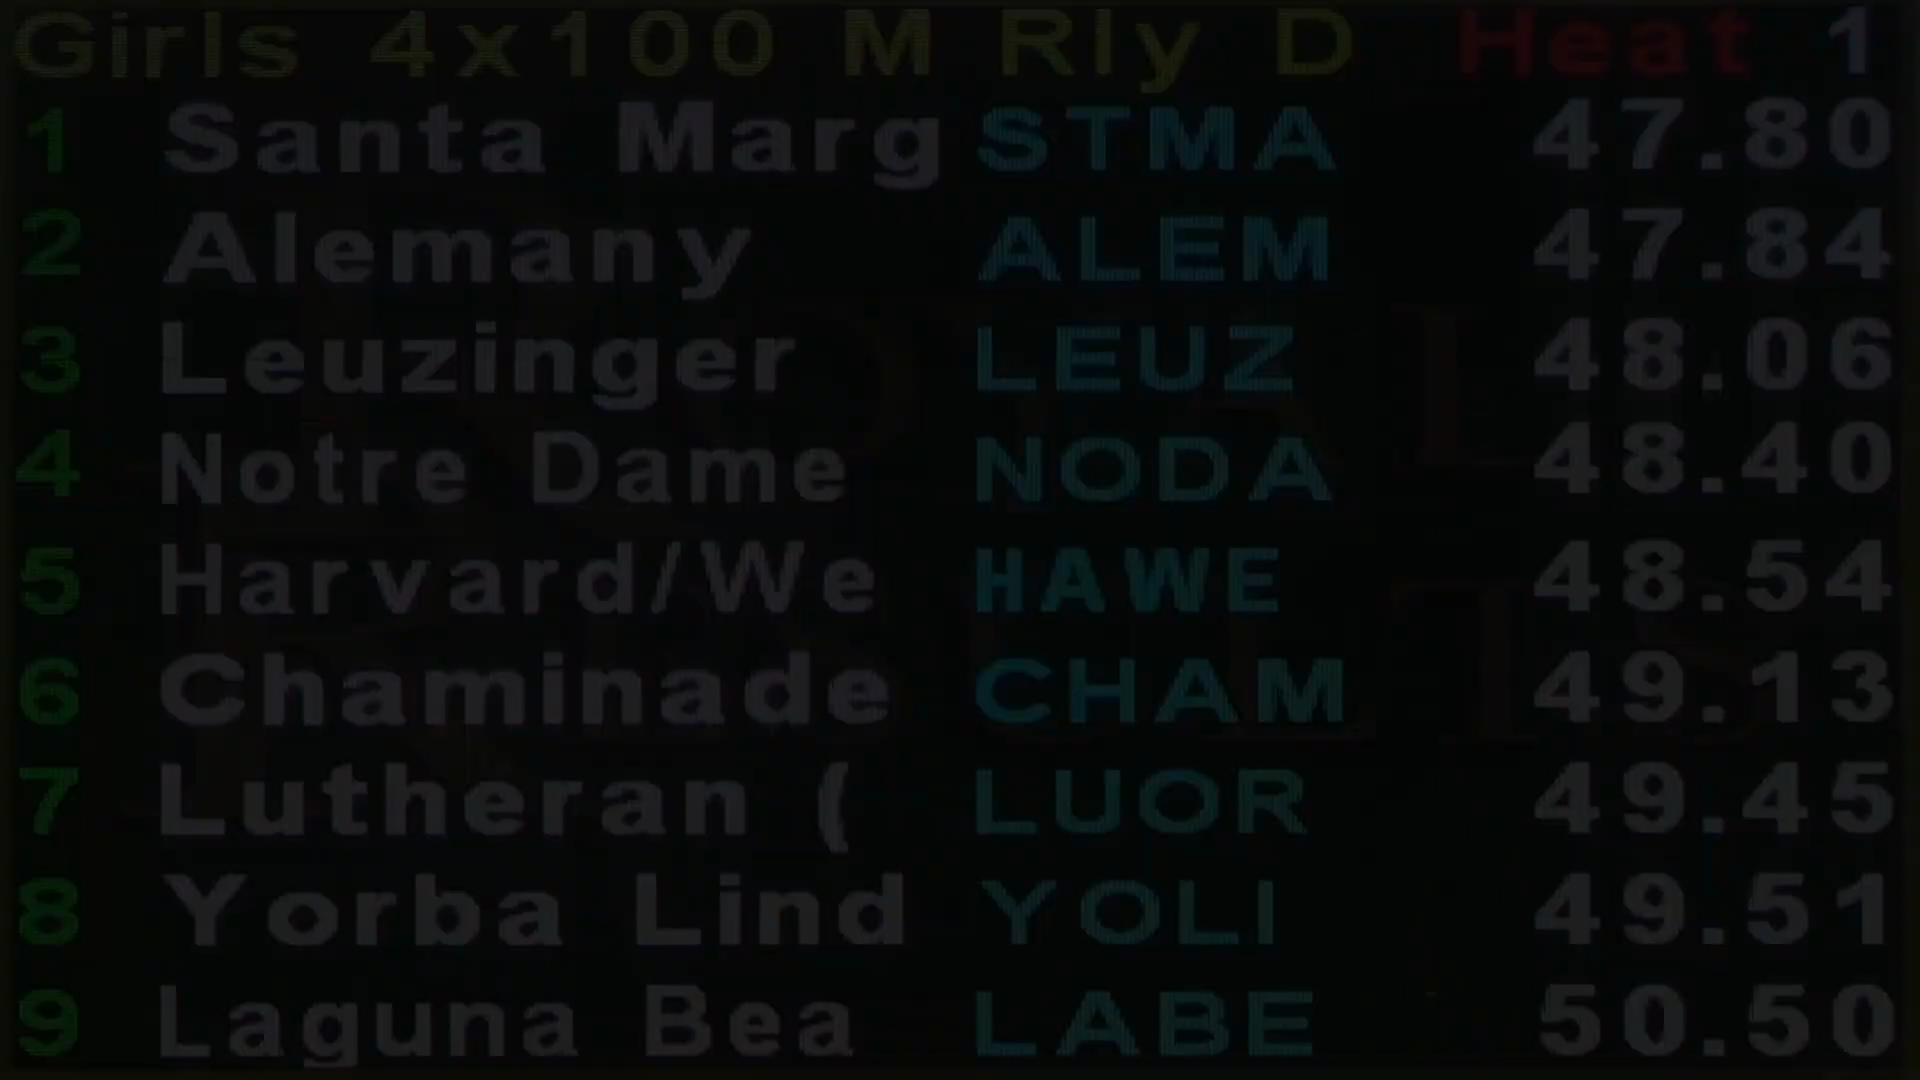 Girls 4x100 M Rly D Heat 1
1 Santa Marg STMA 47.80
2 Alemany ALEM 47.84
3 Leuzinger LEUZ 48.06
4 Notre Dame NODA 48.40
5 Harvard/We HAWE 48.54
6 Chaminade CHAM 49.13
7 Lutheran ( LUOR 49.45
8 Yorba Lind YOLI 49.51
9 Laguna Bea LABE 50.50